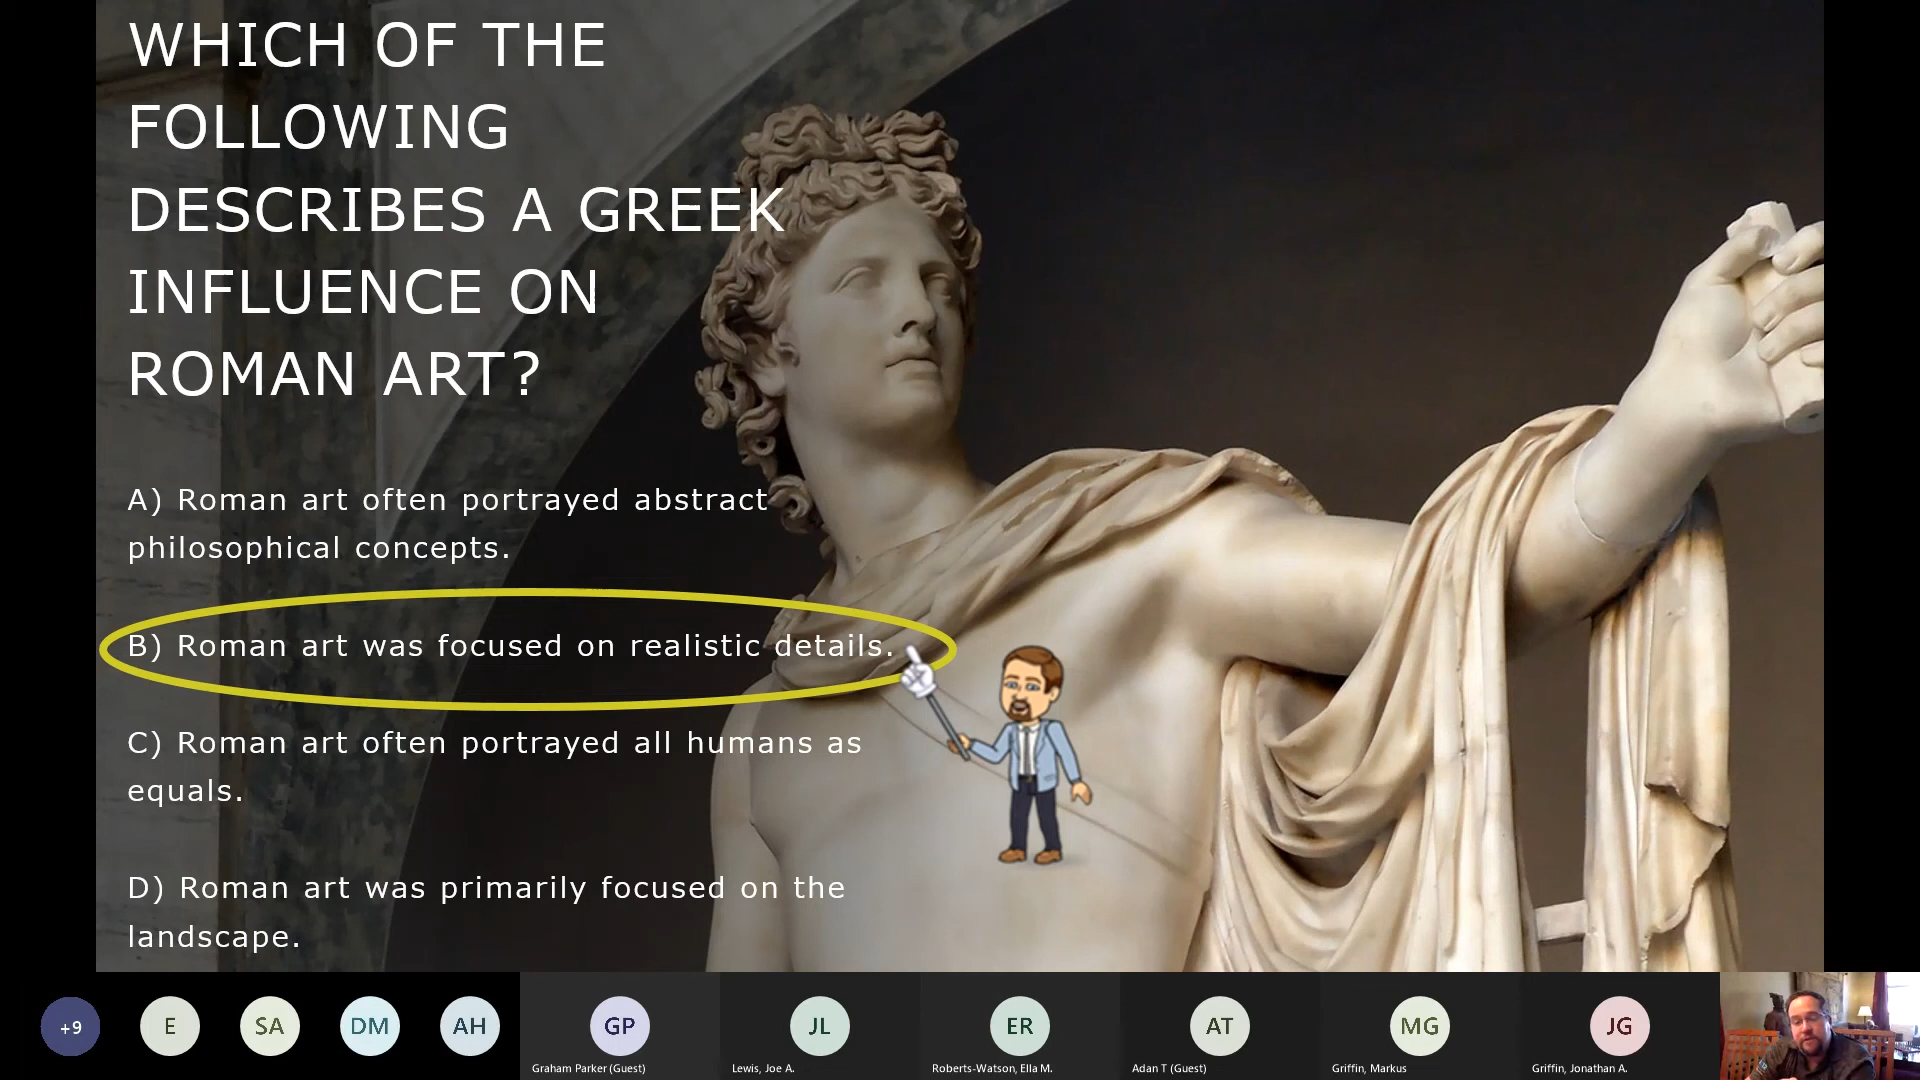 WHICH OF THE
FOLLOWING
DESCRIBES A GREEK
INFLUENCE ON
ROMAN ART?
A) Roman art often portrayed abstract
philosophical concepts.
B) Roman art was focused on realistic details.
C) Roman art often portrayed all humans as
equals.
D) Roman art was primarily focused on the
landscape.
+9
E
SA
DM
AH
GP
JL
ER
AT
MG
JG
Graham Parker (Guest)
Lewis, Joe A.
Roberts-Watson, Ella M.
Adan T (Guest)
Griffin, Markus
Griffin, Jonathan A.